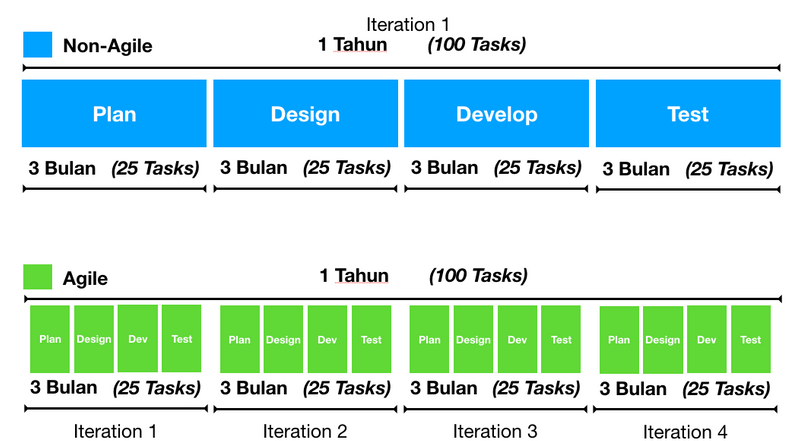 Iteration 1
Non-Agile 1 Tahun (100 Tasks)
Plan Design Develop Test
3 Bulan (25 Tasks) 3 Bulan (25 Tasks) 3 Bulan (25 Tasks) 3 Bulan (25 Tasks)
Agile 1 Tahun (100 Tasks)
Plan Design Dev Test Plan Design Dev Test Plan Design Dev Test Plan Design Dev Test
3 Bulan (25 Tasks) 3 Bulan (25 Tasks) 3 Bulan (25 Tasks) 3 Bulan (25 Tasks)
Iteration 1 Iteration 2 Iteration 3 Iteration 4